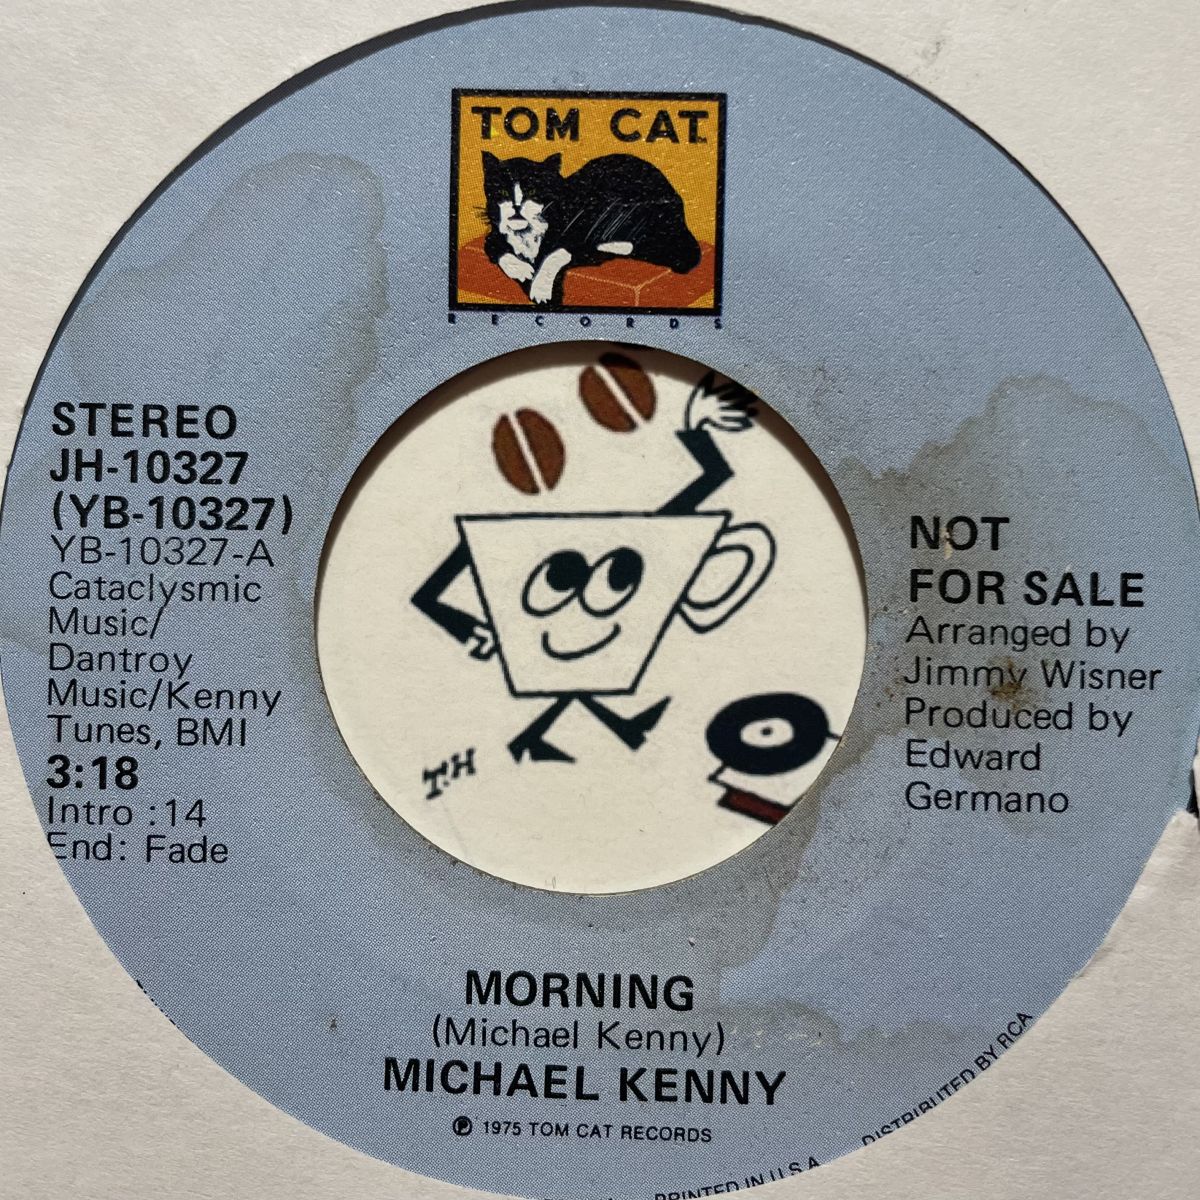 TOM CAT
RECORDS
STEREO
JH-10327
(YB-10327)
YB-10327-A
Cataclysmic
Music/
Dantroy
Music/Kenny
Tunes, BMI
3:18
Intro :14
End: Fade
NOT
FOR SALE
Arranged by
Jimmy Wisner
Produced by
Edward
Germano
T.H
MORNING
(Michael Kenny)
MICHAEL KENNY
℗ 1975 TOM CAT RECORDS
PRINTED IN U.S.A
DISTRIBUTED BY RCA